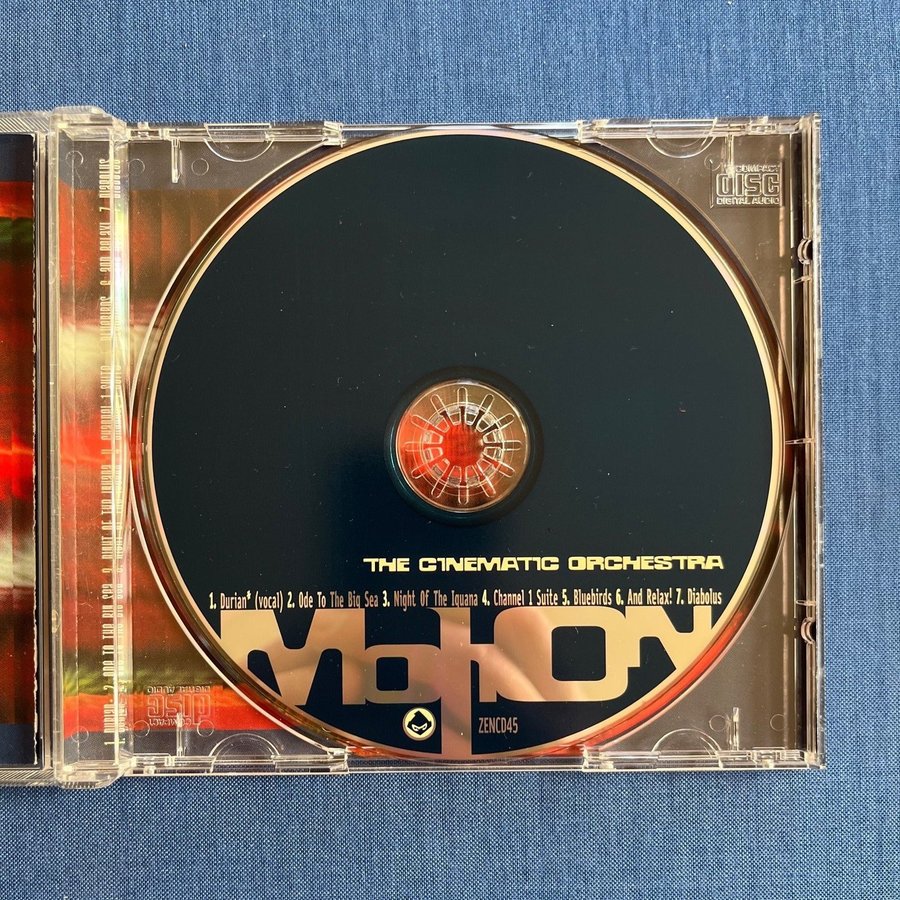 COMPACT
disc
DIGITAL AUDIO
THE C1NEMATIC ORCHESTRA
1. Durian* (vocal) 2. Ode To The Big Sea 3. Night Of The Iguana 4. Channel 1 Suite 5. Bluebirds 6. And Relax! 7. Diabolus
MOTION
ZENCD45